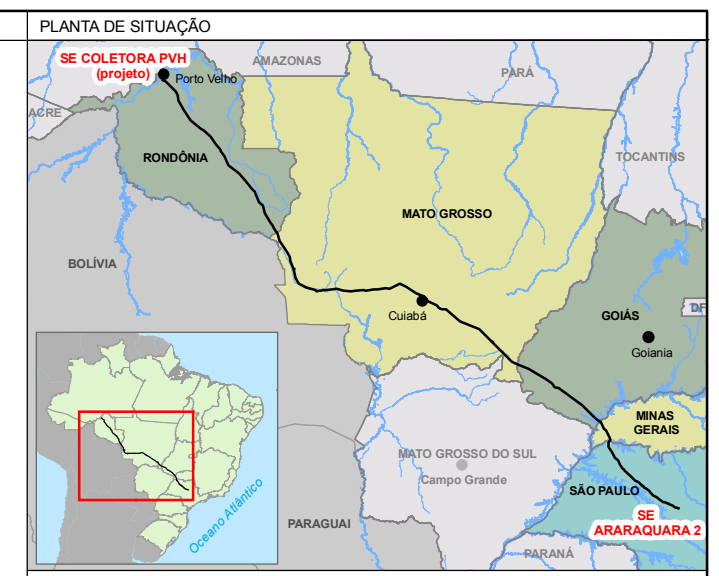 PLANTA DE SITUAÇÃO
SE COLETORA PVH
(projeto)
Porto Velho
AMAZONAS
PARÁ
ACRE
TOCANTINS
RONDÔNIA
MATO GROSSO
BOLÍVIA
Cuiabá
GOIÁS
DF
Goiania
MINAS
GERAIS
MATO GROSSO DO SUL
Campo Grande
SÃO PAULO
SE
ARARAQUARA 2
PARAGUAI
PARANÁ
Oceano Atlântico